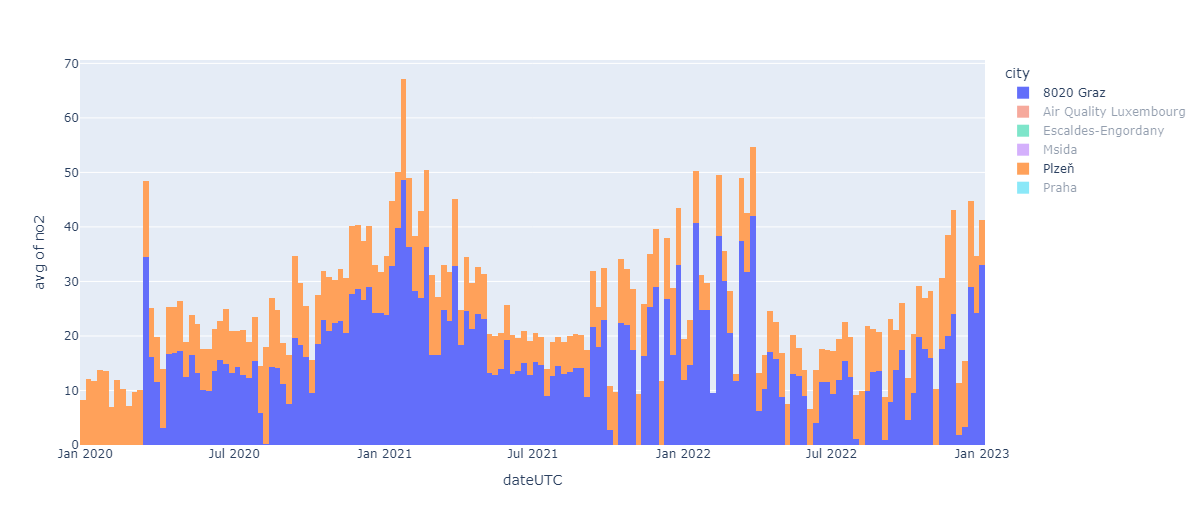 city
8020 Graz
Air Quality Luxembourg
Escaldes-Engordany
Msida
Plzeň
Praha
avg of no2
70
60
50
40
30
20
10
0
Jan 2020 Jul 2020 Jan 2021 Jul 2021 Jan 2022 Jul 2022 Jan 2023
dateUTC